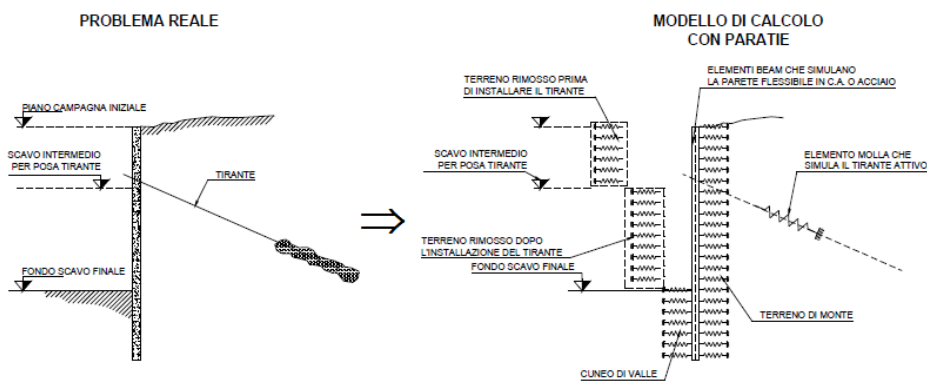 PROBLEMA REALE
PIANO CAMPAGNA INIZIALE
SCAVO INTERMEDIO
PER POSA TIRANTE
TIRANTE
FONDO SCAVO FINALE
MODELLO DI CALCOLO
CON PARATIE
TERRENO RIMOSSO PRIMA
DI INSTALLARE IL TIRANTE
ELEMENTI BEAM CHE SIMULANO
LA PARETE FLESSIBILE IN C.A. O ACCIAIO
SCAVO INTERMEDIO
PER POSA TIRANTE
ELEMENTO MOLLA CHE
SIMULA IL TIRANTE ATTIVO
TERRENO RIMOSSO DOPO
L'INSTALLAZIONE DEL TIRANTE
FONDO SCAVO FINALE
TERRENO DI MONTE
CUNEO DI VALLE